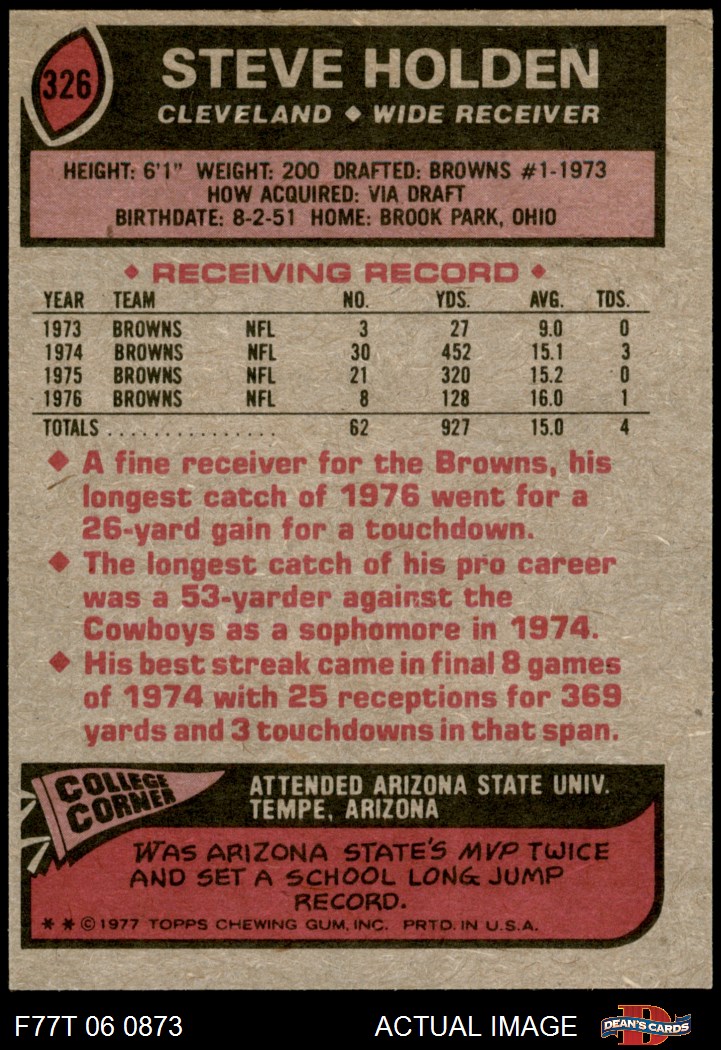 326
STEVE HOLDEN
CLEVELAND ◆ WIDE RECEIVER
HEIGHT: 6'1" WEIGHT: 200 DRAFTED: BROWNS #1-1973
HOW ACQUIRED: VIA DRAFT
BIRTHDATE: 8-2-51 HOME: BROOK PARK, OHIO
◆ RECEIVING RECORD ◆
YEAR TEAM NO. YDS. AVG. TDS.
1973 BROWNS NFL 3 27 9.0 0
1974 BROWNS NFL 30 452 15.1 3
1975 BROWNS NFL 21 320 15.2 0
1976 BROWNS NFL 8 128 16.0 1
TOTALS ................ 62 927 15.0 4
◆ A fine receiver for the Browns, his
longest catch of 1976 went for a
26-yard gain for a touchdown.
◆ The longest catch of his pro career
was a 53-yarder against the
Cowboys as a sophomore in 1974.
◆ His best streak came in final 8 games
of 1974 with 25 receptions for 369
yards and 3 touchdowns in that span.
COLLEGE
CORNER
ATTENDED ARIZONA STATE UNIV.
TEMPE, ARIZONA
WAS ARIZONA STATE'S MVP TWICE
AND SET A SCHOOL LONG JUMP
RECORD.
* * © 1977 TOPPS CHEWING GUM, INC. PRTD. IN U.S.A.
F77T 06 0873 ACTUAL IMAGE
D
DEAN'S CARDS